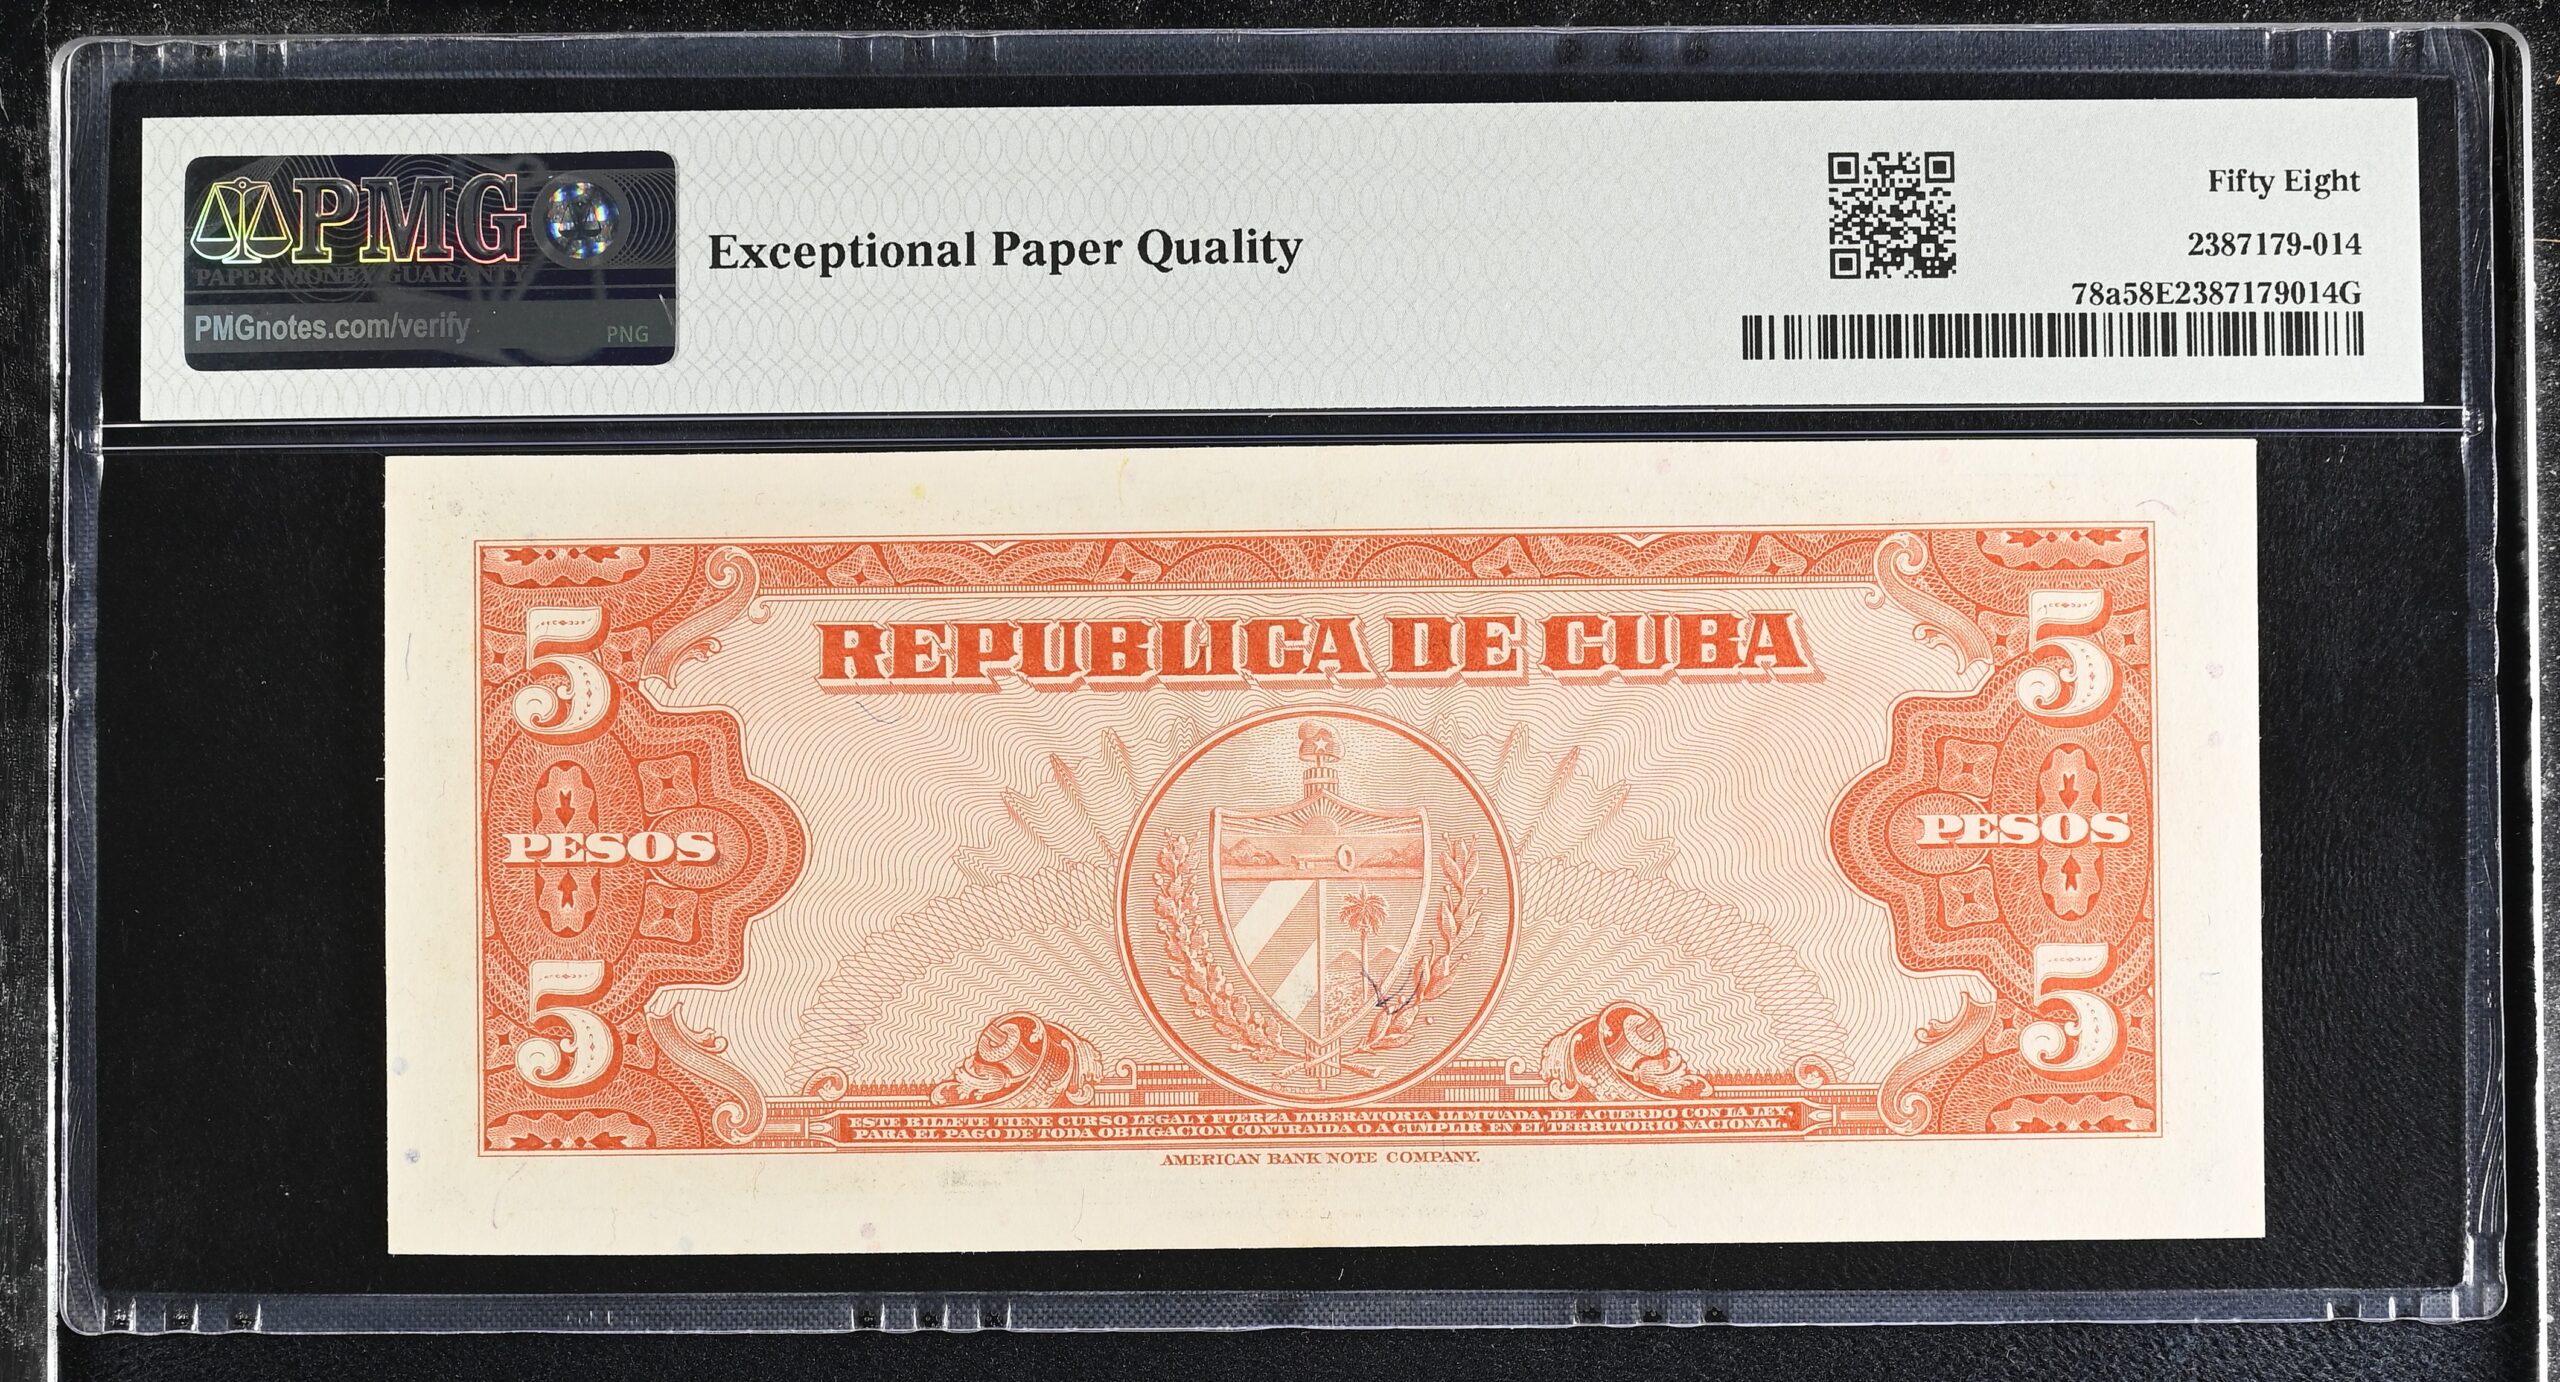 PMG
PAPER MONEY GUARANTY
PMGnotes.com/verify
PNG
Exceptional Paper Quality
Fifty Eight
2387179-014
78a58E2387179014G
REPUBLICA DE CUBA
5
5
PESOS
PESOS
5
5
ESTE BILLETE TIENE CURSO LEGAL Y FUERZA LIBERATORIA ILIMITADA, DE ACUERDO CON LA LEY,
PARA EL PAGO DE TODA OBLIGACION CONTRAIDA O A CUMPLIR EN EL TERRITORIO NACIONAL.
AMERICAN BANK NOTE COMPANY.